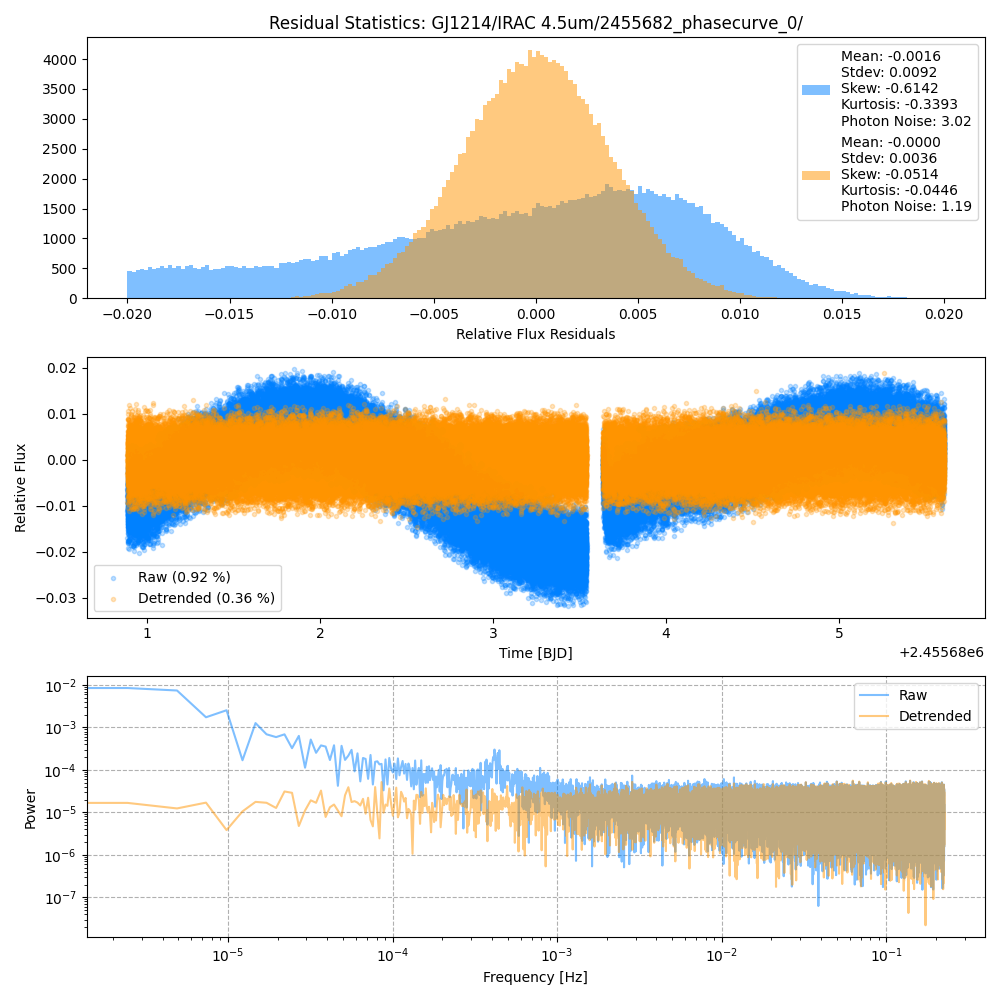 Residual Statistics: GJ1214/IRAC 4.5um/2455682_phasecurve_0/
4000
3500
3000
2500
2000
1500
1000
500
0
Mean: -0.0016
Stdev: 0.0092
Skew: -0.6142
Kurtosis: -0.3393
Photon Noise: 3.02
Mean: -0.0000
Stdev: 0.0036
Skew: -0.0514
Kurtosis: -0.0446
Photon Noise: 1.19
−0.020 −0.015 −0.010 −0.005 0.000 0.005 0.010 0.015 0.020
Relative Flux Residuals
Relative Flux
0.02
0.01
0.00
−0.01
−0.02
−0.03
Raw (0.92 %)
Detrended (0.36 %)
1 2 3 4 5
Time [BJD]
+2.45568e6
Power
10⁻²
10⁻³
10⁻⁴
10⁻⁵
10⁻⁶
10⁻⁷
Raw
Detrended
10⁻⁵ 10⁻⁴ 10⁻³ 10⁻² 10⁻¹
Frequency [Hz]